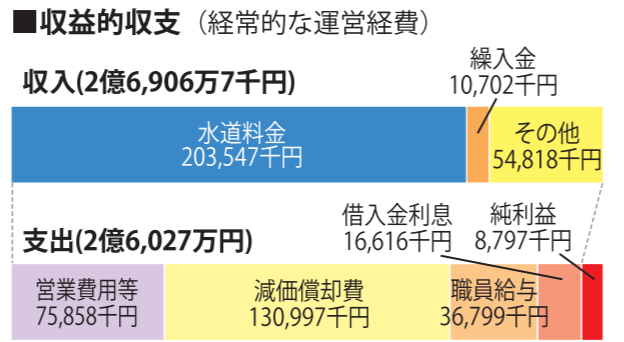 ■収益的収支（経常的な運営経費）
収入(2億6,906万7千円)
繰入金
10,702千円
水道料金
203,547千円
その他
54,818千円
支出(2億6,027万円)
借入金利息
16,616千円
純利益
8,797千円
営業費用等
75,858千円
減価償却費
130,997千円
職員給与
36,799千円